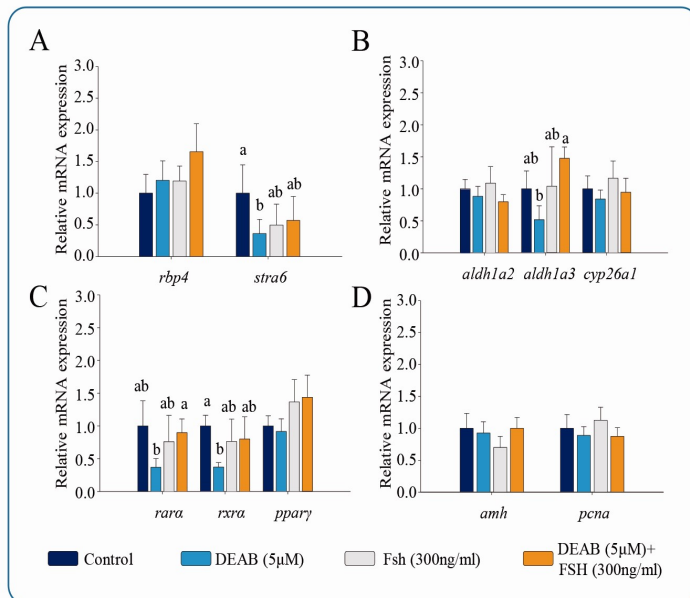 A
Relative mRNA expression
3.0
2.5
2.0
1.5
1.0
0.5
0.0
a
b
ab
ab
rbp4
stra6
B
Relative mRNA expression
3.0
2.5
2.0
1.5
1.0
0.5
0.0
ab
b
ab
a
aldh1a2
aldh1a3
cyp26a1
C
Relative mRNA expression
3.0
2.5
2.0
1.5
1.0
0.5
0.0
ab
b
ab
a
a
b
ab
ab
rarα
rxrα
pparγ
D
Relative mRNA expression
3.0
2.5
2.0
1.5
1.0
0.5
0.0
amh
pcna
Control
DEAB (5μM)
Fsh (300ng/ml)
DEAB (5μM)+
FSH (300ng/ml)